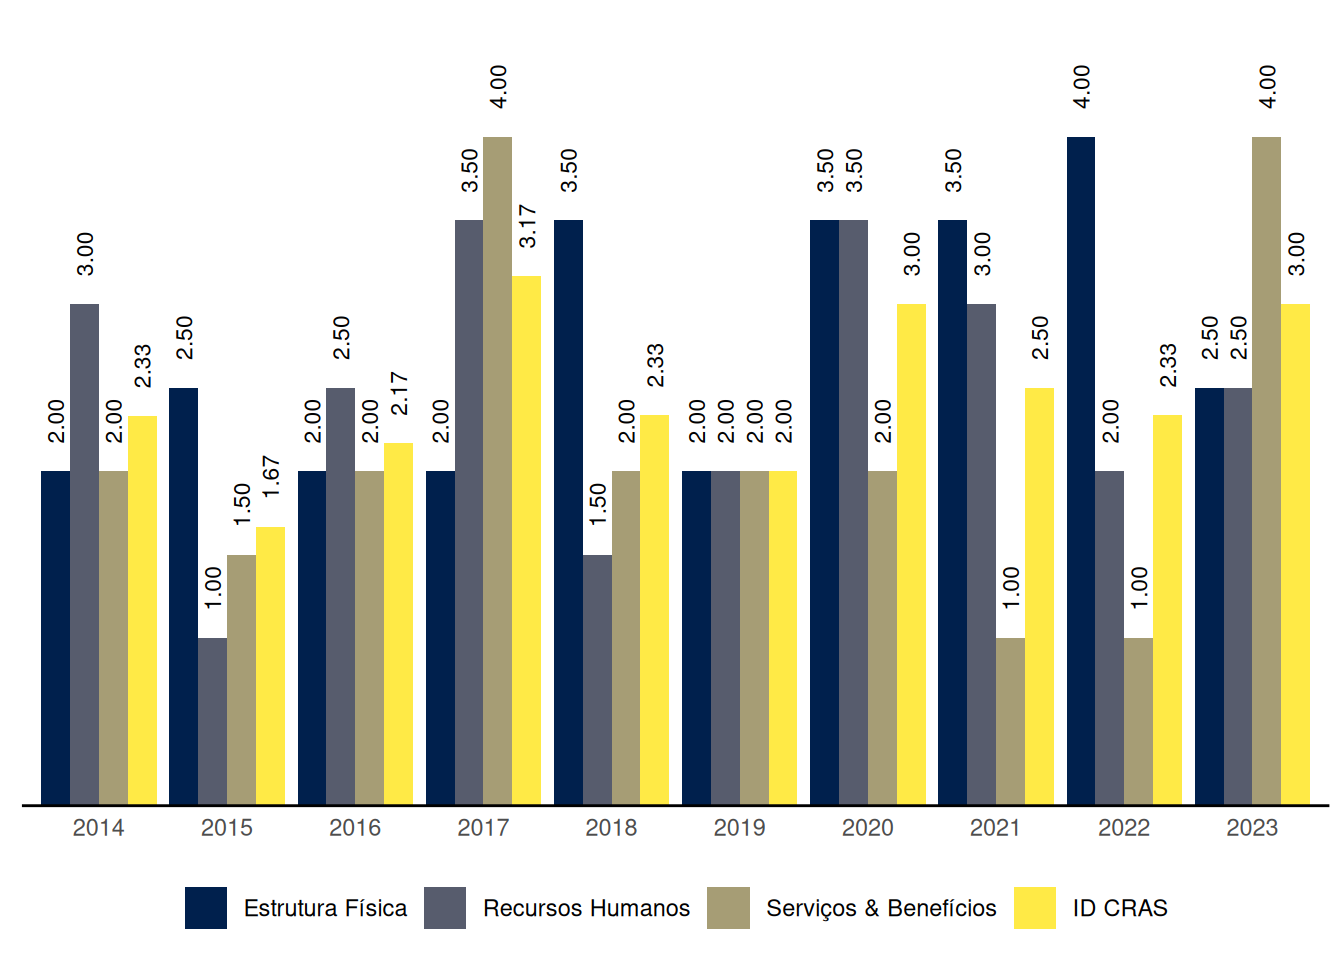 4.00 4.00 4.00
3.50 3.50 3.50 3.50 3.50
3.17
3.00 3.00 3.00 3.00
2.50 2.33 2.50 2.33 2.50 2.33 2.50 2.50
2.17
2.00 2.00 2.00 2.00 2.00 2.00 2.00 2.00 2.00 2.00 2.00 2.00
1.67
1.50 1.50
1.00 1.00 1.00
2014 2015 2016 2017 2018 2019 2020 2021 2022 2023
Estrutura Física Recursos Humanos Serviços & Benefícios ID CRAS